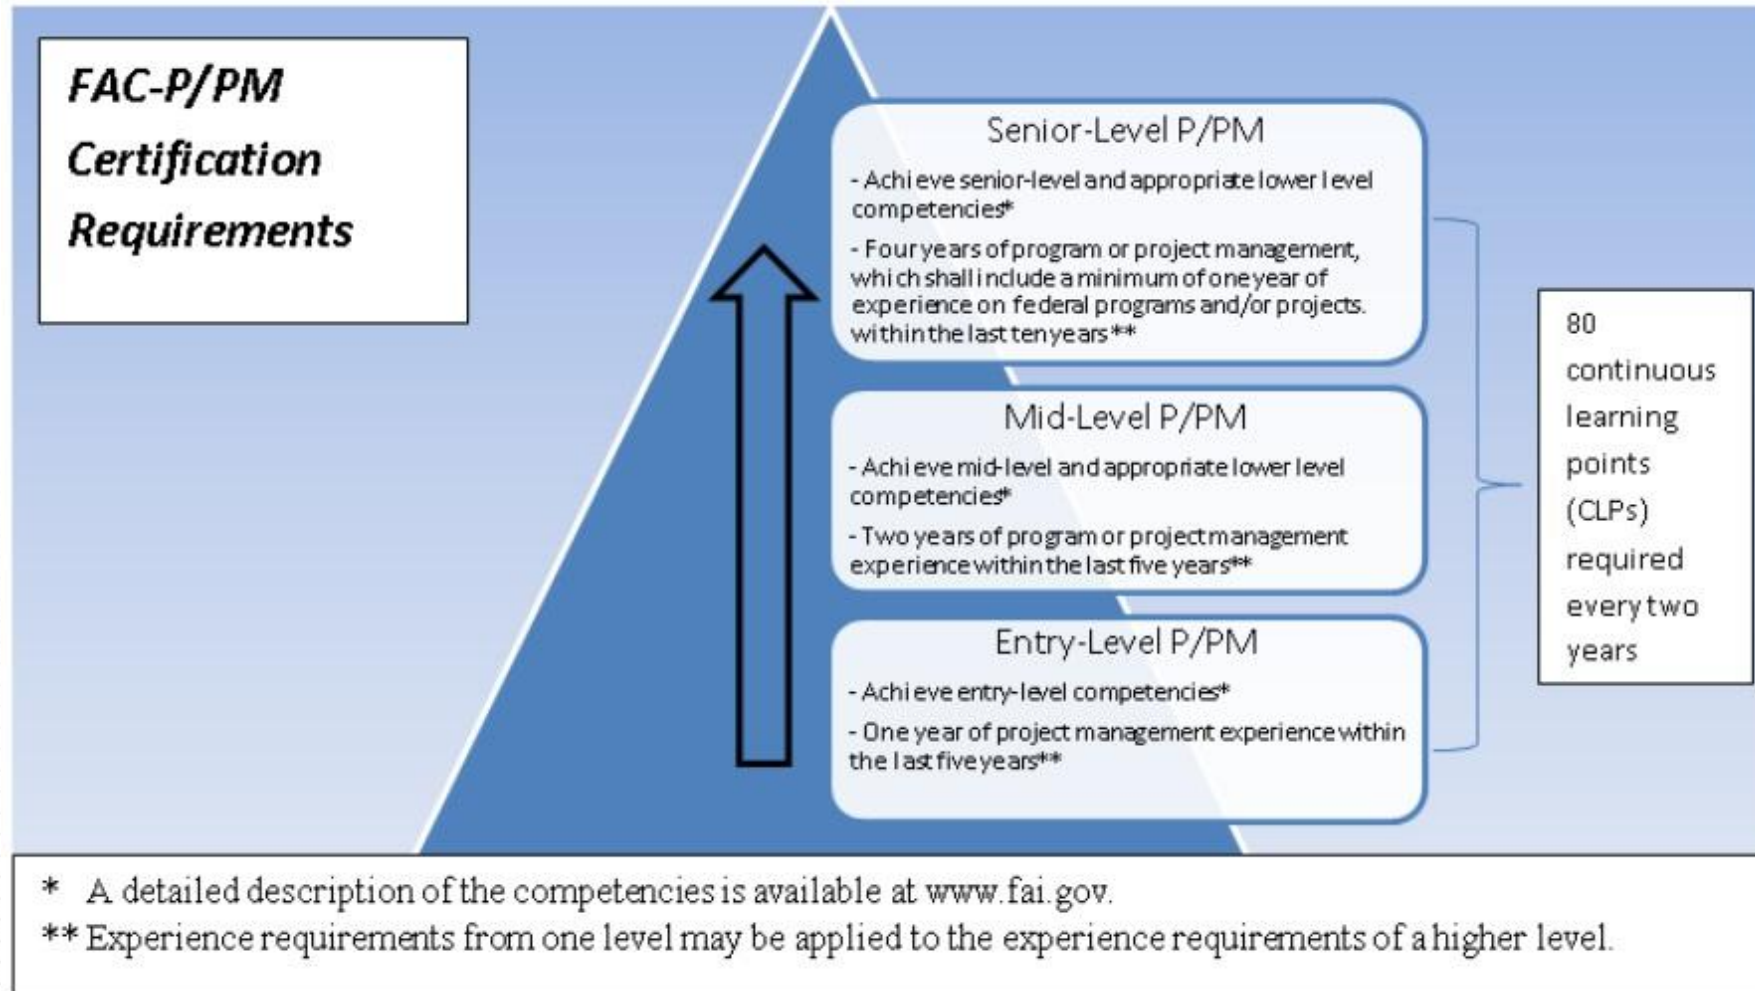 FAC-P/PM
Certification
Requirements
Senior-Level P/PM
- Achieve senior-level and appropriate lower level
competencies*
- Four years of program or project management,
which shall include a minimum of one year of
experience on federal programs and/or projects.
within the last ten years**
Mid-Level P/PM
- Achieve mid-level and appropriate lower level
competencies*
- Two years of program or project management
experience within the last five years**
Entry-Level P/PM
- Achieve entry-level competencies*
- One year of project management experience within
the last five years**
80
continuous
learning
points
(CLPs)
required
every two
years
* A detailed description of the competencies is available at www.fai.gov.
** Experience requirements from one level may be applied to the experience requirements of a higher level.